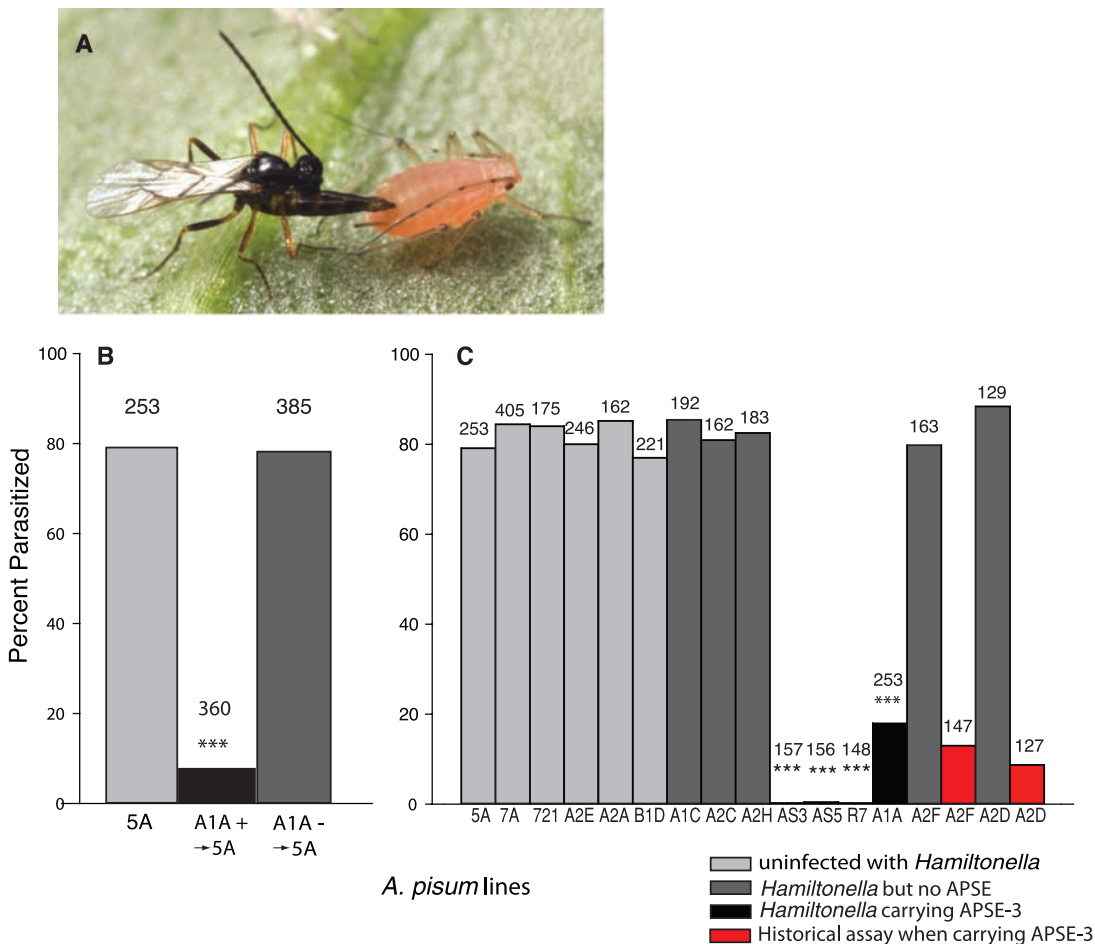 A
B
C
Percent Parasitized
100
80
60
40
20
0
253
360
***
385
5A
A1A +
→5A
A1A -
→5A
100
80
60
40
20
0
253
405
175
246
162
221
192
162
183
157
***
156
***
148
***
253
***
163
147
129
127
5A 7A 721 A2E A2A B1D A1C A2C A2H AS3 AS5 R7 A1A A2F A2F A2D A2D
A. pisum lines
uninfected with Hamiltonella
Hamiltonella but no APSE
Hamiltonella carrying APSE-3
Historical assay when carrying APSE-3